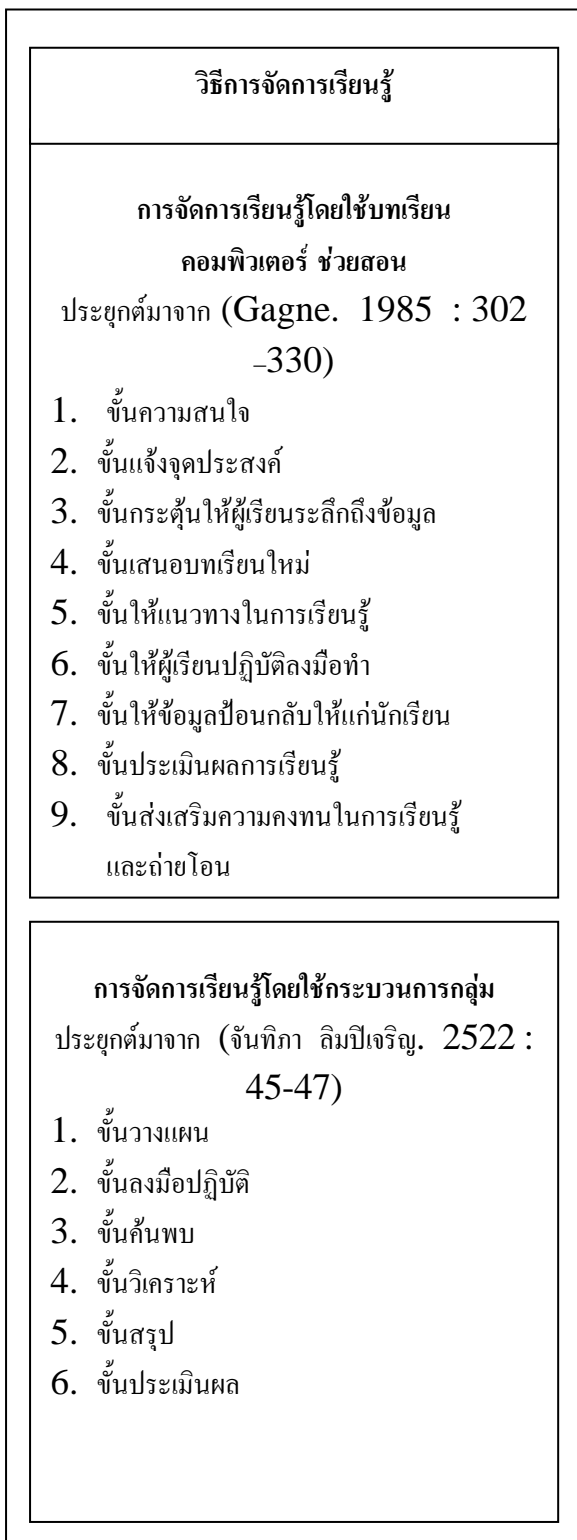 วิธีการจัดการเรียนรู้
การจัดการเรียนรู้โดยใช้บทเรียน
คอมพิวเตอร์ ช่วยสอน
ประยุกต์มาจาก (Gagne. 1985 : 302
–330)
1. ขั้นความสนใจ
2. ขั้นแจ้งจุดประสงค์
3. ขั้นกระตุ้นให้ผู้เรียนระลึกถึงข้อมูล
4. ขั้นเสนอบทเรียนใหม่
5. ขั้นให้แนวทางในการเรียนรู้
6. ขั้นให้ผู้เรียนปฏิบัติลงมือทำ
7. ขั้นให้ข้อมูลป้อนกลับให้แก่นักเรียน
8. ขั้นประเมินผลการเรียนรู้
9. ขั้นส่งเสริมความคงทนในการเรียนรู้
และถ่ายโอน
การจัดการเรียนรู้โดยใช้กระบวนการกลุ่ม
ประยุกต์มาจาก (จันทิภา ลิมปิเจริญ. 2522 :
45-47)
1. ขั้นวางแผน
2. ขั้นลงมือปฏิบัติ
3. ขั้นค้นพบ
4. ขั้นวิเคราะห์
5. ขั้นสรุป
6. ขั้นประเมินผล